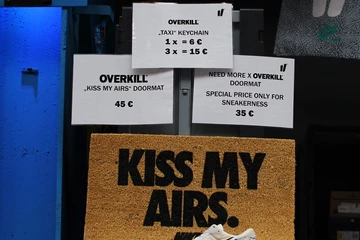 OVERKILL
„TAXI“ KEYCHAIN
1 x = 6 €
3 x = 15 €
OVERKILL
„KISS MY AIRS“ DOORMAT
45 €
NEED MORE X OVERKILL
DOORMAT
SPECIAL PRICE ONLY FOR
SNEAKERNESS
35 €
KISS MY
AIRS.